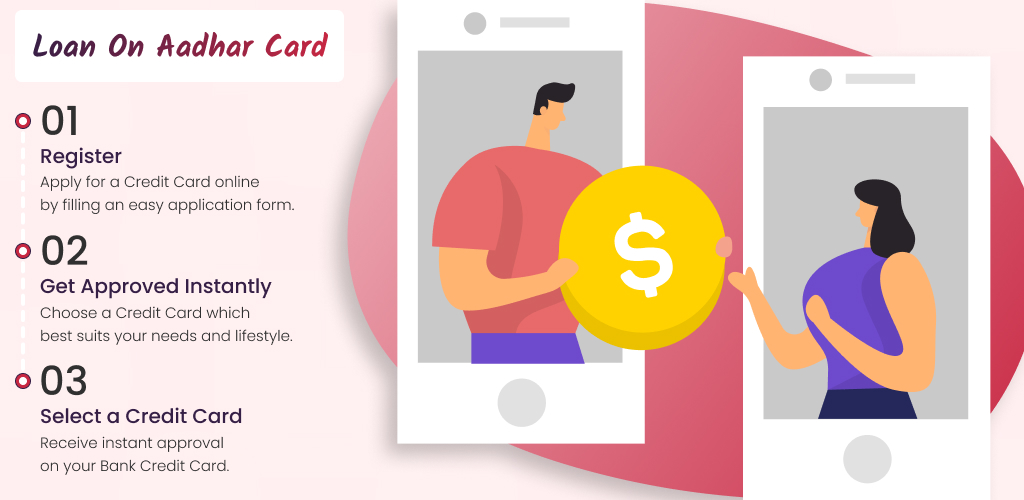 Loan On Aadhar Card
01
Register
Apply for a Credit Card online
by filling an easy application form.
02
Get Approved Instantly
Choose a Credit Card which
best suits your needs and lifestyle.
03
Select a Credit Card
Receive instant approval
on your Bank Credit Card.
$